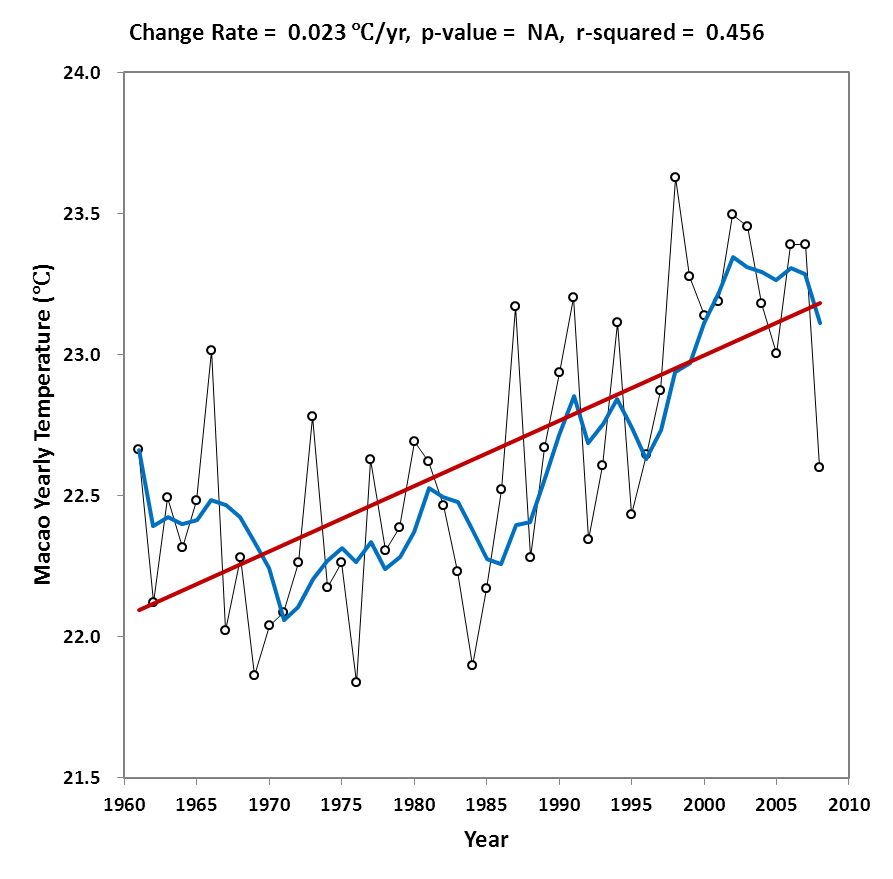 Change Rate = 0.023 ℃/yr, p-value = NA, r-squared = 0.456
24.0
23.5
23.0
22.5
22.0
21.5
Macao Yearly Temperature (℃)
1960 1965 1970 1975 1980 1985 1990 1995 2000 2005 2010
Year